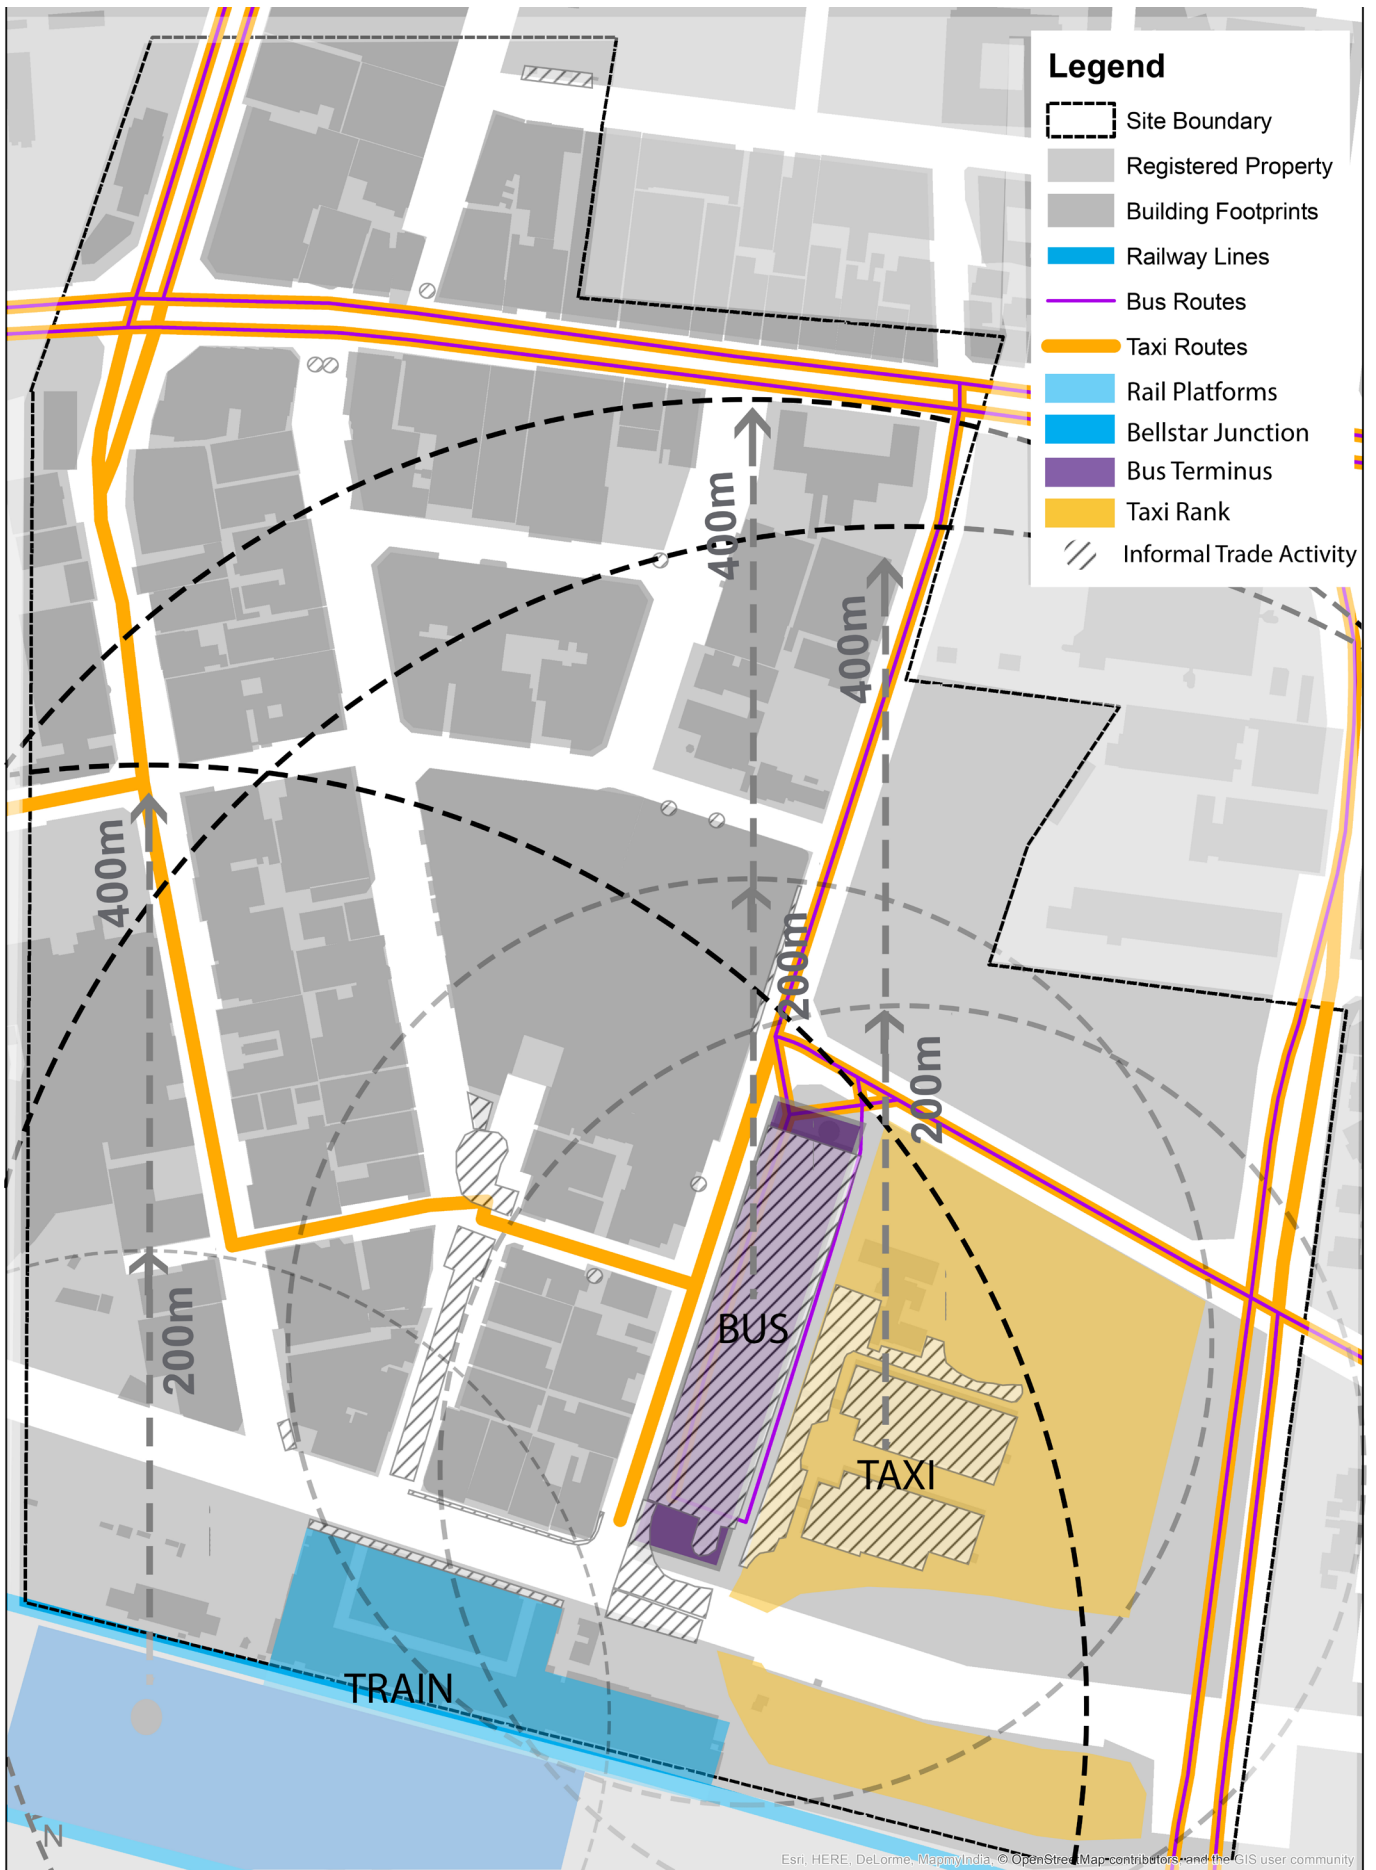 Legend
Site Boundary
Registered Property
Building Footprints
Railway Lines
Bus Routes
Taxi Routes
Rail Platforms
Bellstar Junction
Bus Terminus
Taxi Rank
Informal Trade Activity
400m
400m
400m
200m
200m
200m
BUS
TAXI
TRAIN
N
Esri, HERE, DeLorme, MapmyIndia, © OpenStreetMap contributors, and the GIS user community